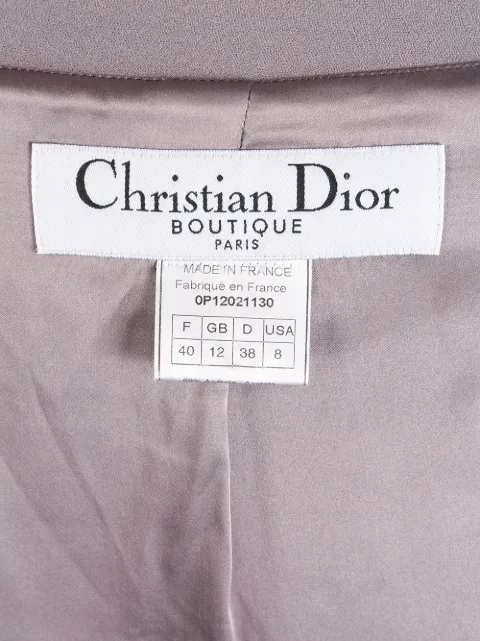 Christian Dior
BOUTIQUE
PARIS
MADE IN FRANCE
Fabriqué en France
0P12021130
F GB D USA
40 12 38 8